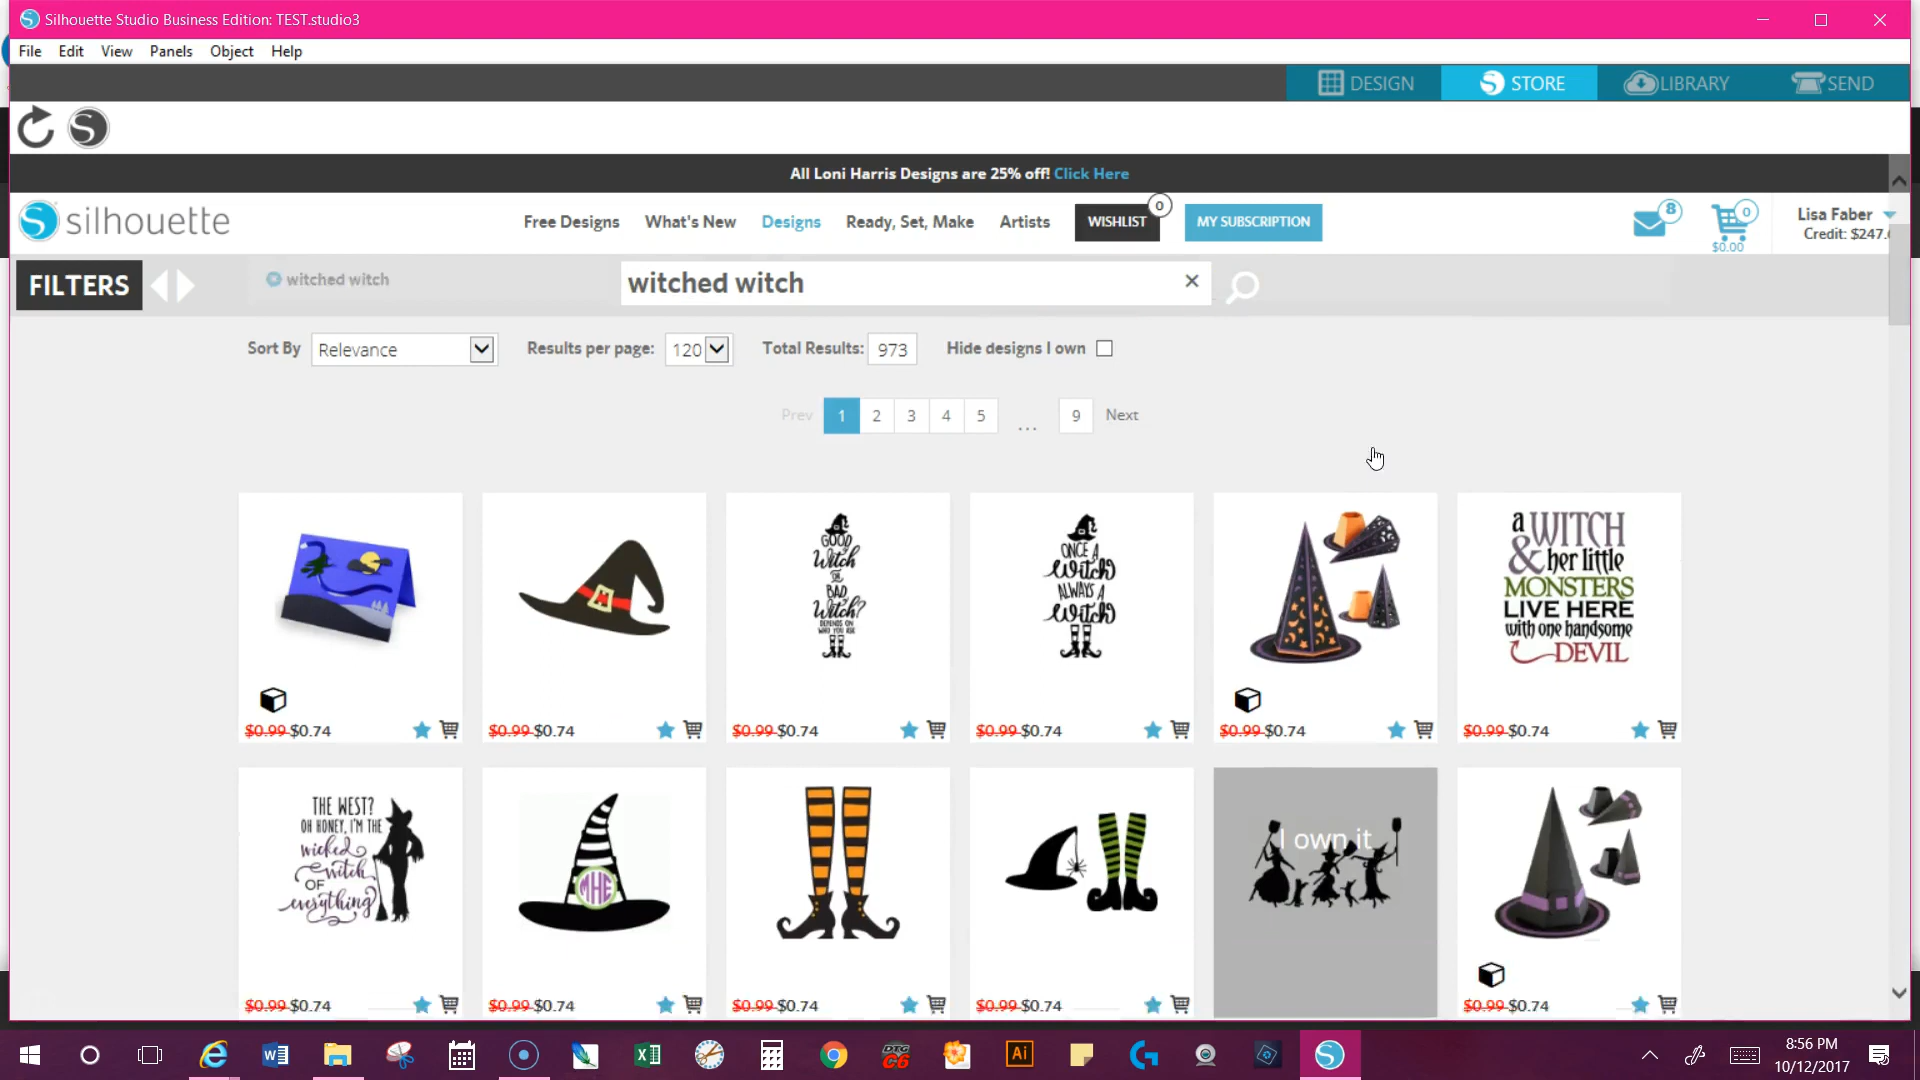 Silhouette Studio Business Edition: TEST.studio3
File Edit View Panels Object Help
DESIGN STORE LIBRARY SEND
All Loni Harris Designs are 25% off! Click Here
silhouette Free Designs What's New Designs Ready, Set, Make Artists WISHLIST 0 MY SUBSCRIPTION 8 0 $0.00 Lisa Faber
Credit: $247.
FILTERS witched witch witched witch
Sort By Relevance Results per page: 120 Total Results: 973 Hide designs I own
Prev 1 2 3 4 5 ... 9 Next
GOOD
Witch
OR
BAD
Witch?
DEPENDS ON
WHO YOU ASK
ONCE A
Witch
ALWAYS A
Witch
a WITCH
& her little
MONSTERS
LIVE HERE
with one handsome
DEVIL
$0.99 $0.74 $0.99 $0.74 $0.99 $0.74 $0.99 $0.74 $0.99 $0.74 $0.99 $0.74
THE WEST?
OH HONEY, I'M THE
wicked
witch
OF
everything
MHE
I own it
$0.99 $0.74 $0.99 $0.74 $0.99 $0.74 $0.99 $0.74 $0.99 $0.74
Ai
8:56 PM
10/12/2017